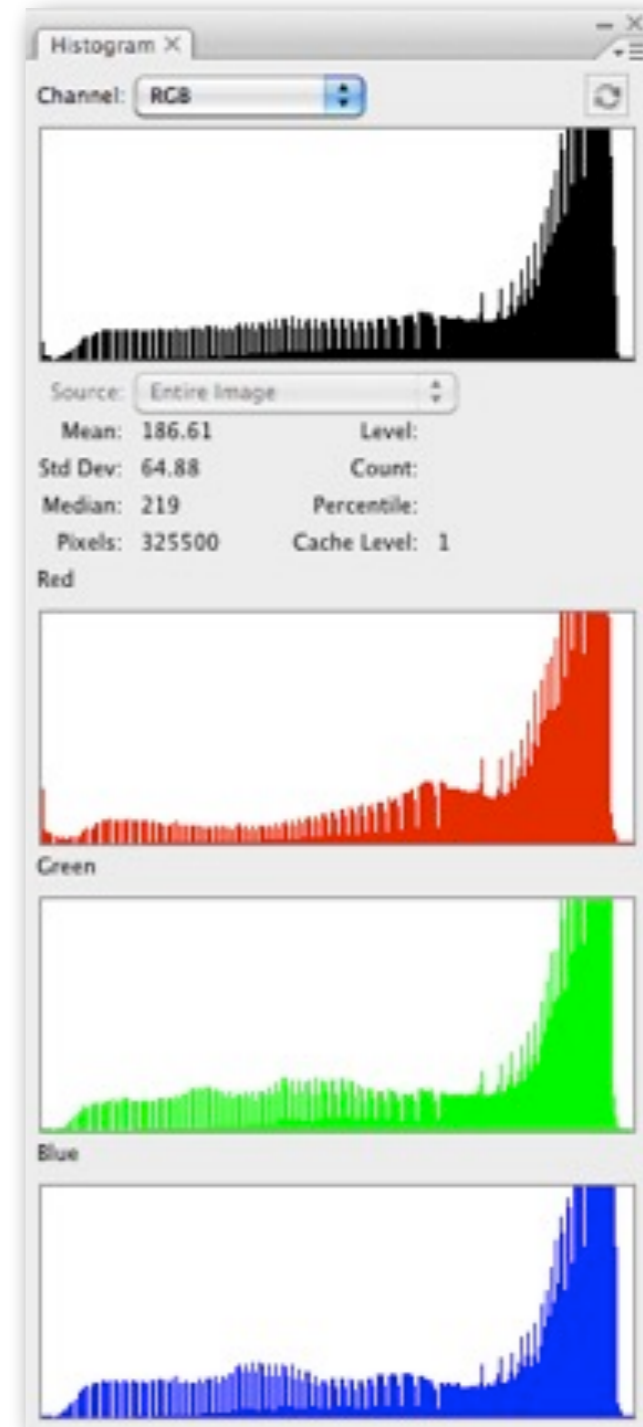 Histogram ×
Channel: RGB
Source: Entire Image
Mean: 186.61 Level:
Std Dev: 64.88 Count:
Median: 219 Percentile:
Pixels: 325500 Cache Level: 1
Red
Green
Blue